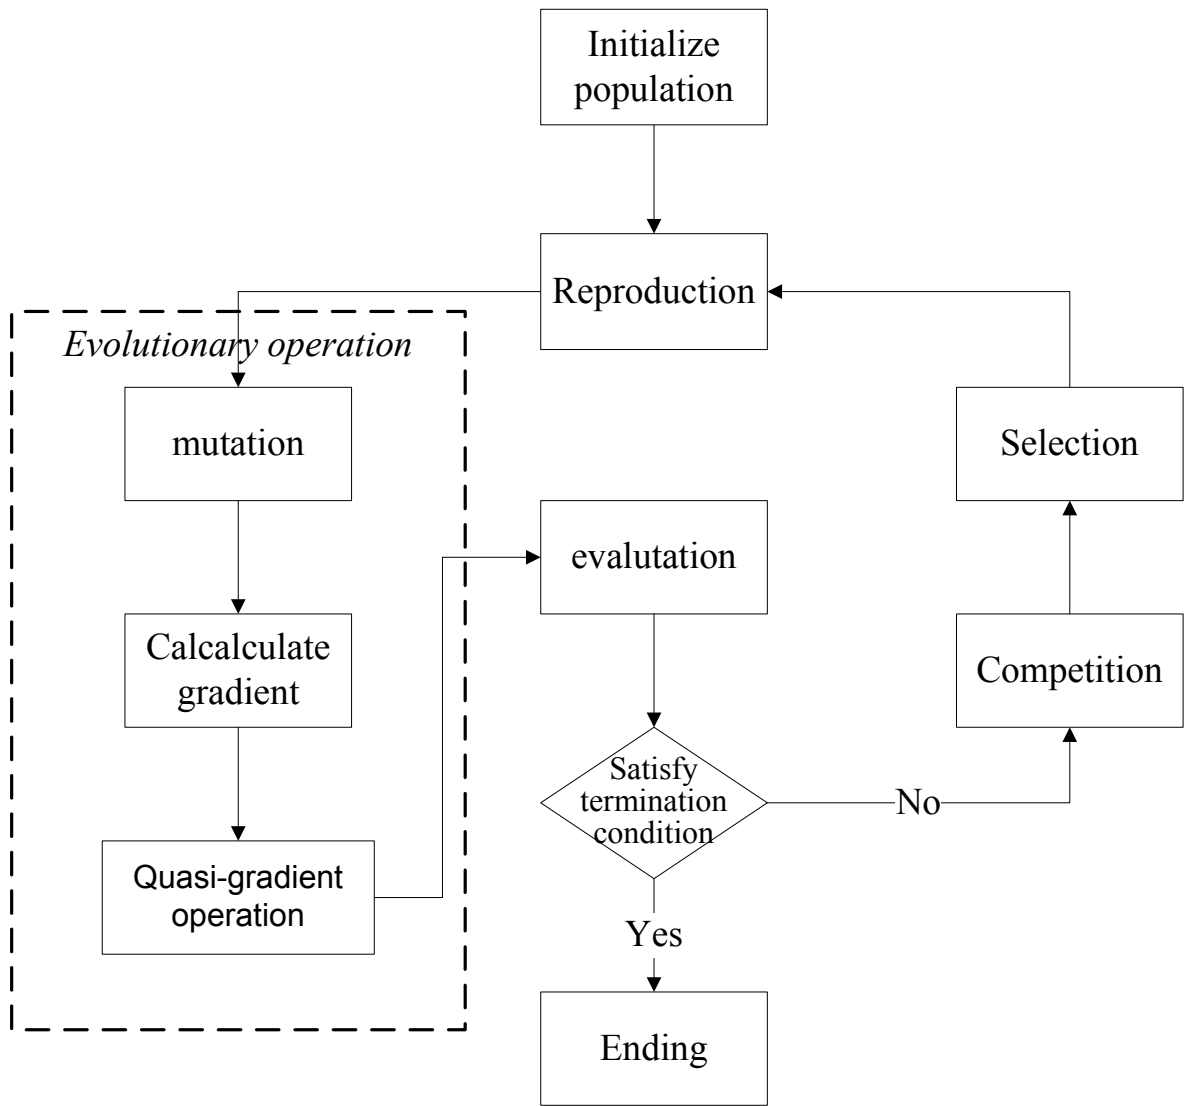 Initialize
population
Reproduction
Evolutionary operation
mutation
Selection
evalutation
Calcalculate
gradient
Competition
Satisfy
termination
condition
No
Quasi-gradient
operation
Yes
Ending